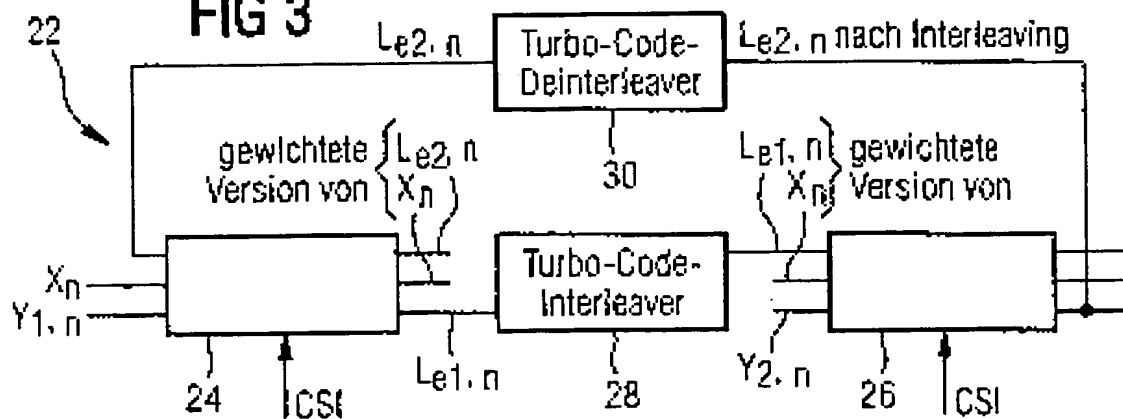 FIG 3
22
Le2, n
Turbo-Code-
Deinterleaver
Le2, n nach Interleaving
30
gewichtete
Version von
Le2, n
Xn
Le1, n
Xn
gewichtete
Version von
Xn
Y1, n
24
CSI
Le1, n
Turbo-Code-
Interleaver
28
Y2, n
26
CSI